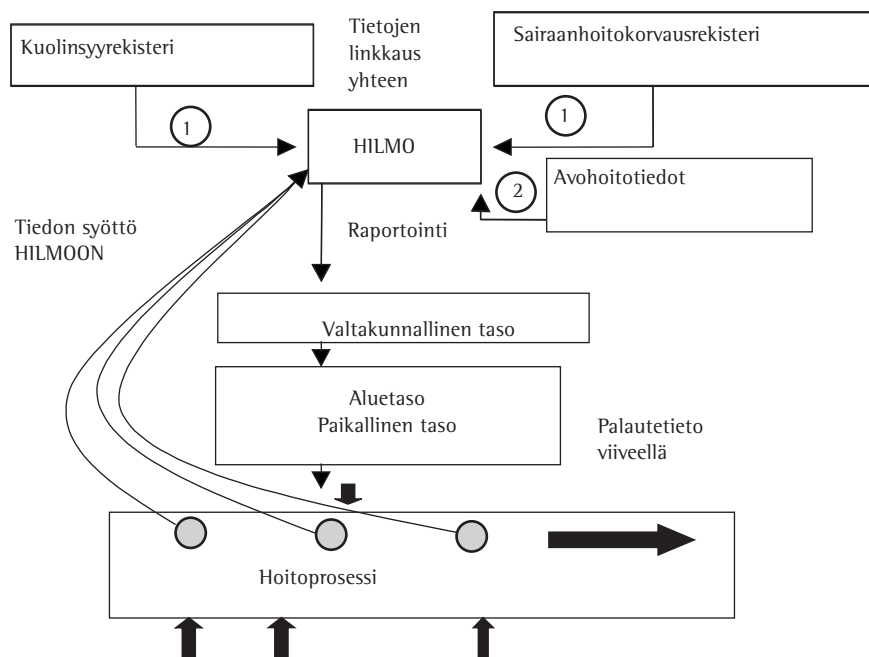 Kuolinsyyrekisteri
Tietojen
linkkaus
yhteen
Sairaanhoitokorvausrekisteri
1
1
HILMO
2
Avohoitotiedot
Tiedon syöttö
HILMOON
Raportointi
Valtakunnallinen taso
Aluetaso
Paikallinen taso
Palautetieto
viiveellä
Hoitoprosessi